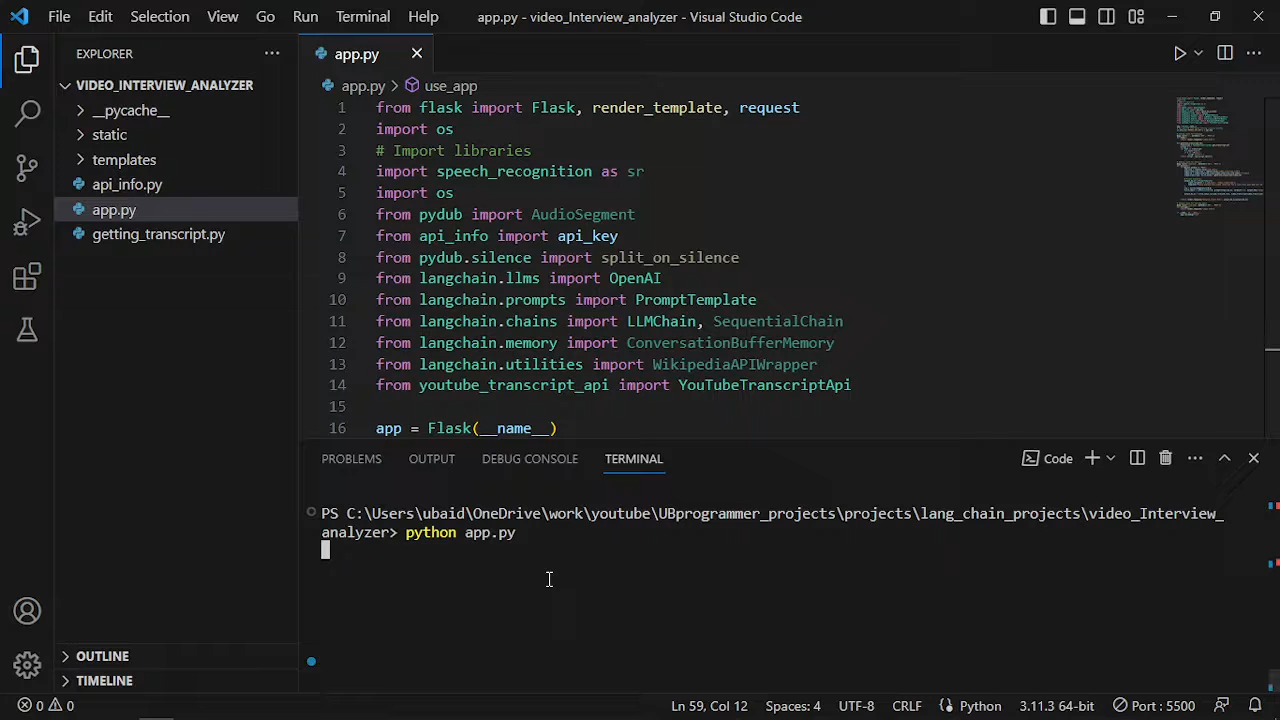 File Edit Selection View Go Run Terminal Help app.py - video_Interview_analyzer - Visual Studio Code
EXPLORER
VIDEO_INTERVIEW_ANALYZER
__pycache__
static
templates
api_info.py
app.py
getting_transcript.py
OUTLINE
TIMELINE
app.py
app.py > use_app
1 from flask import Flask, render_template, request
2 import os
3 # Import libraries
4 import speech_recognition as sr
5 import os
6 from pydub import AudioSegment
7 from api_info import api_key
8 from pydub.silence import split_on_silence
9 from langchain.llms import OpenAI
10 from langchain.prompts import PromptTemplate
11 from langchain.chains import LLMChain, SequentialChain
12 from langchain.memory import ConversationBufferMemory
13 from langchain.utilities import WikipediaAPIWrapper
14 from youtube_transcript_api import YouTubeTranscriptApi
15
16 app = Flask(__name__)
PROBLEMS OUTPUT DEBUG CONSOLE TERMINAL Code
PS C:\Users\ubaid\OneDrive\work\youtube\UBprogrammer_projects\projects\lang_chain_projects\video_Interview_
analyzer> python app.py
0 0 Ln 59, Col 12 Spaces: 4 UTF-8 CRLF Python 3.11.3 64-bit Port : 5500